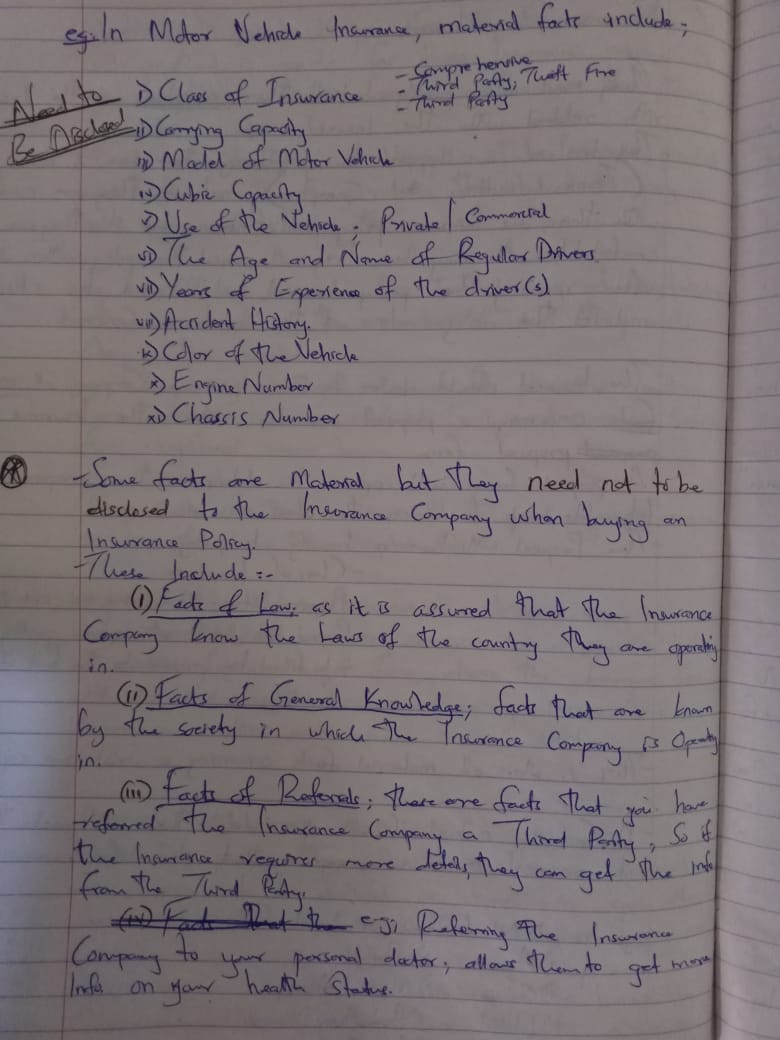 eg: In Motor Vehicle Insurance, material facts include;
- Comprehensive
- Third Party, Theft Fire
- Third Party
Need to
Be Disclosed
i) Class of Insurance
ii) Carrying Capacity
iii) Model of Motor Vehicle
iv) Cubic Capacity
v) Use of the Vehicle; Private / Commercial
vi) The Age and Name of Regular Drivers
vii) Years of Experience of the driver(s)
viii) Accident History.
ix) Color of the Vehicle
x) Engine Number
xi) Chassis Number
- Some facts are Material but they need not to be
disclosed to the Insurance Company when buying an
Insurance Policy.
- These Include :-
(i) Facts of Law; as it is assured that the Insurance
Company know the Laws of the country they are operating
in.
(ii) Facts of General Knowledge; facts that are known
by the society in which the Insurance Company is Operating
in.
(iii) Facts of Referrals; these are facts that you have
referred the Insurance Company a Third Party, So if
the Insurance requires more details, they can get the info
from the Third Party.
(iv) Facts that the e.g; Referring the Insurance
Company to your personal doctor, allows them to get more
Info. on your health Status.